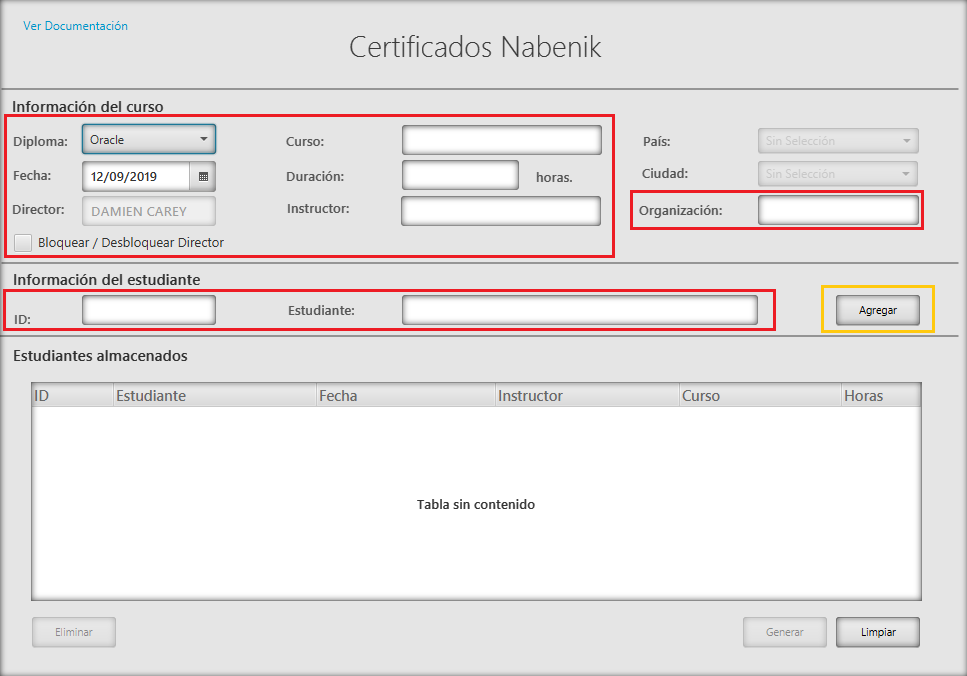 Ver Documentación
Certificados Nabenik
Información del curso
Diploma: Oracle Curso: País: Sin Selección
Fecha: 12/09/2019 Duración: horas. Ciudad: Sin Selección
Director: DAMIEN CAREY Instructor: Organización:
Bloquear / Desbloquear Director
Información del estudiante
ID: Estudiante: Agregar
Estudiantes almacenados
ID Estudiante Fecha Instructor Curso Horas
Tabla sin contenido
Eliminar Generar Limpiar